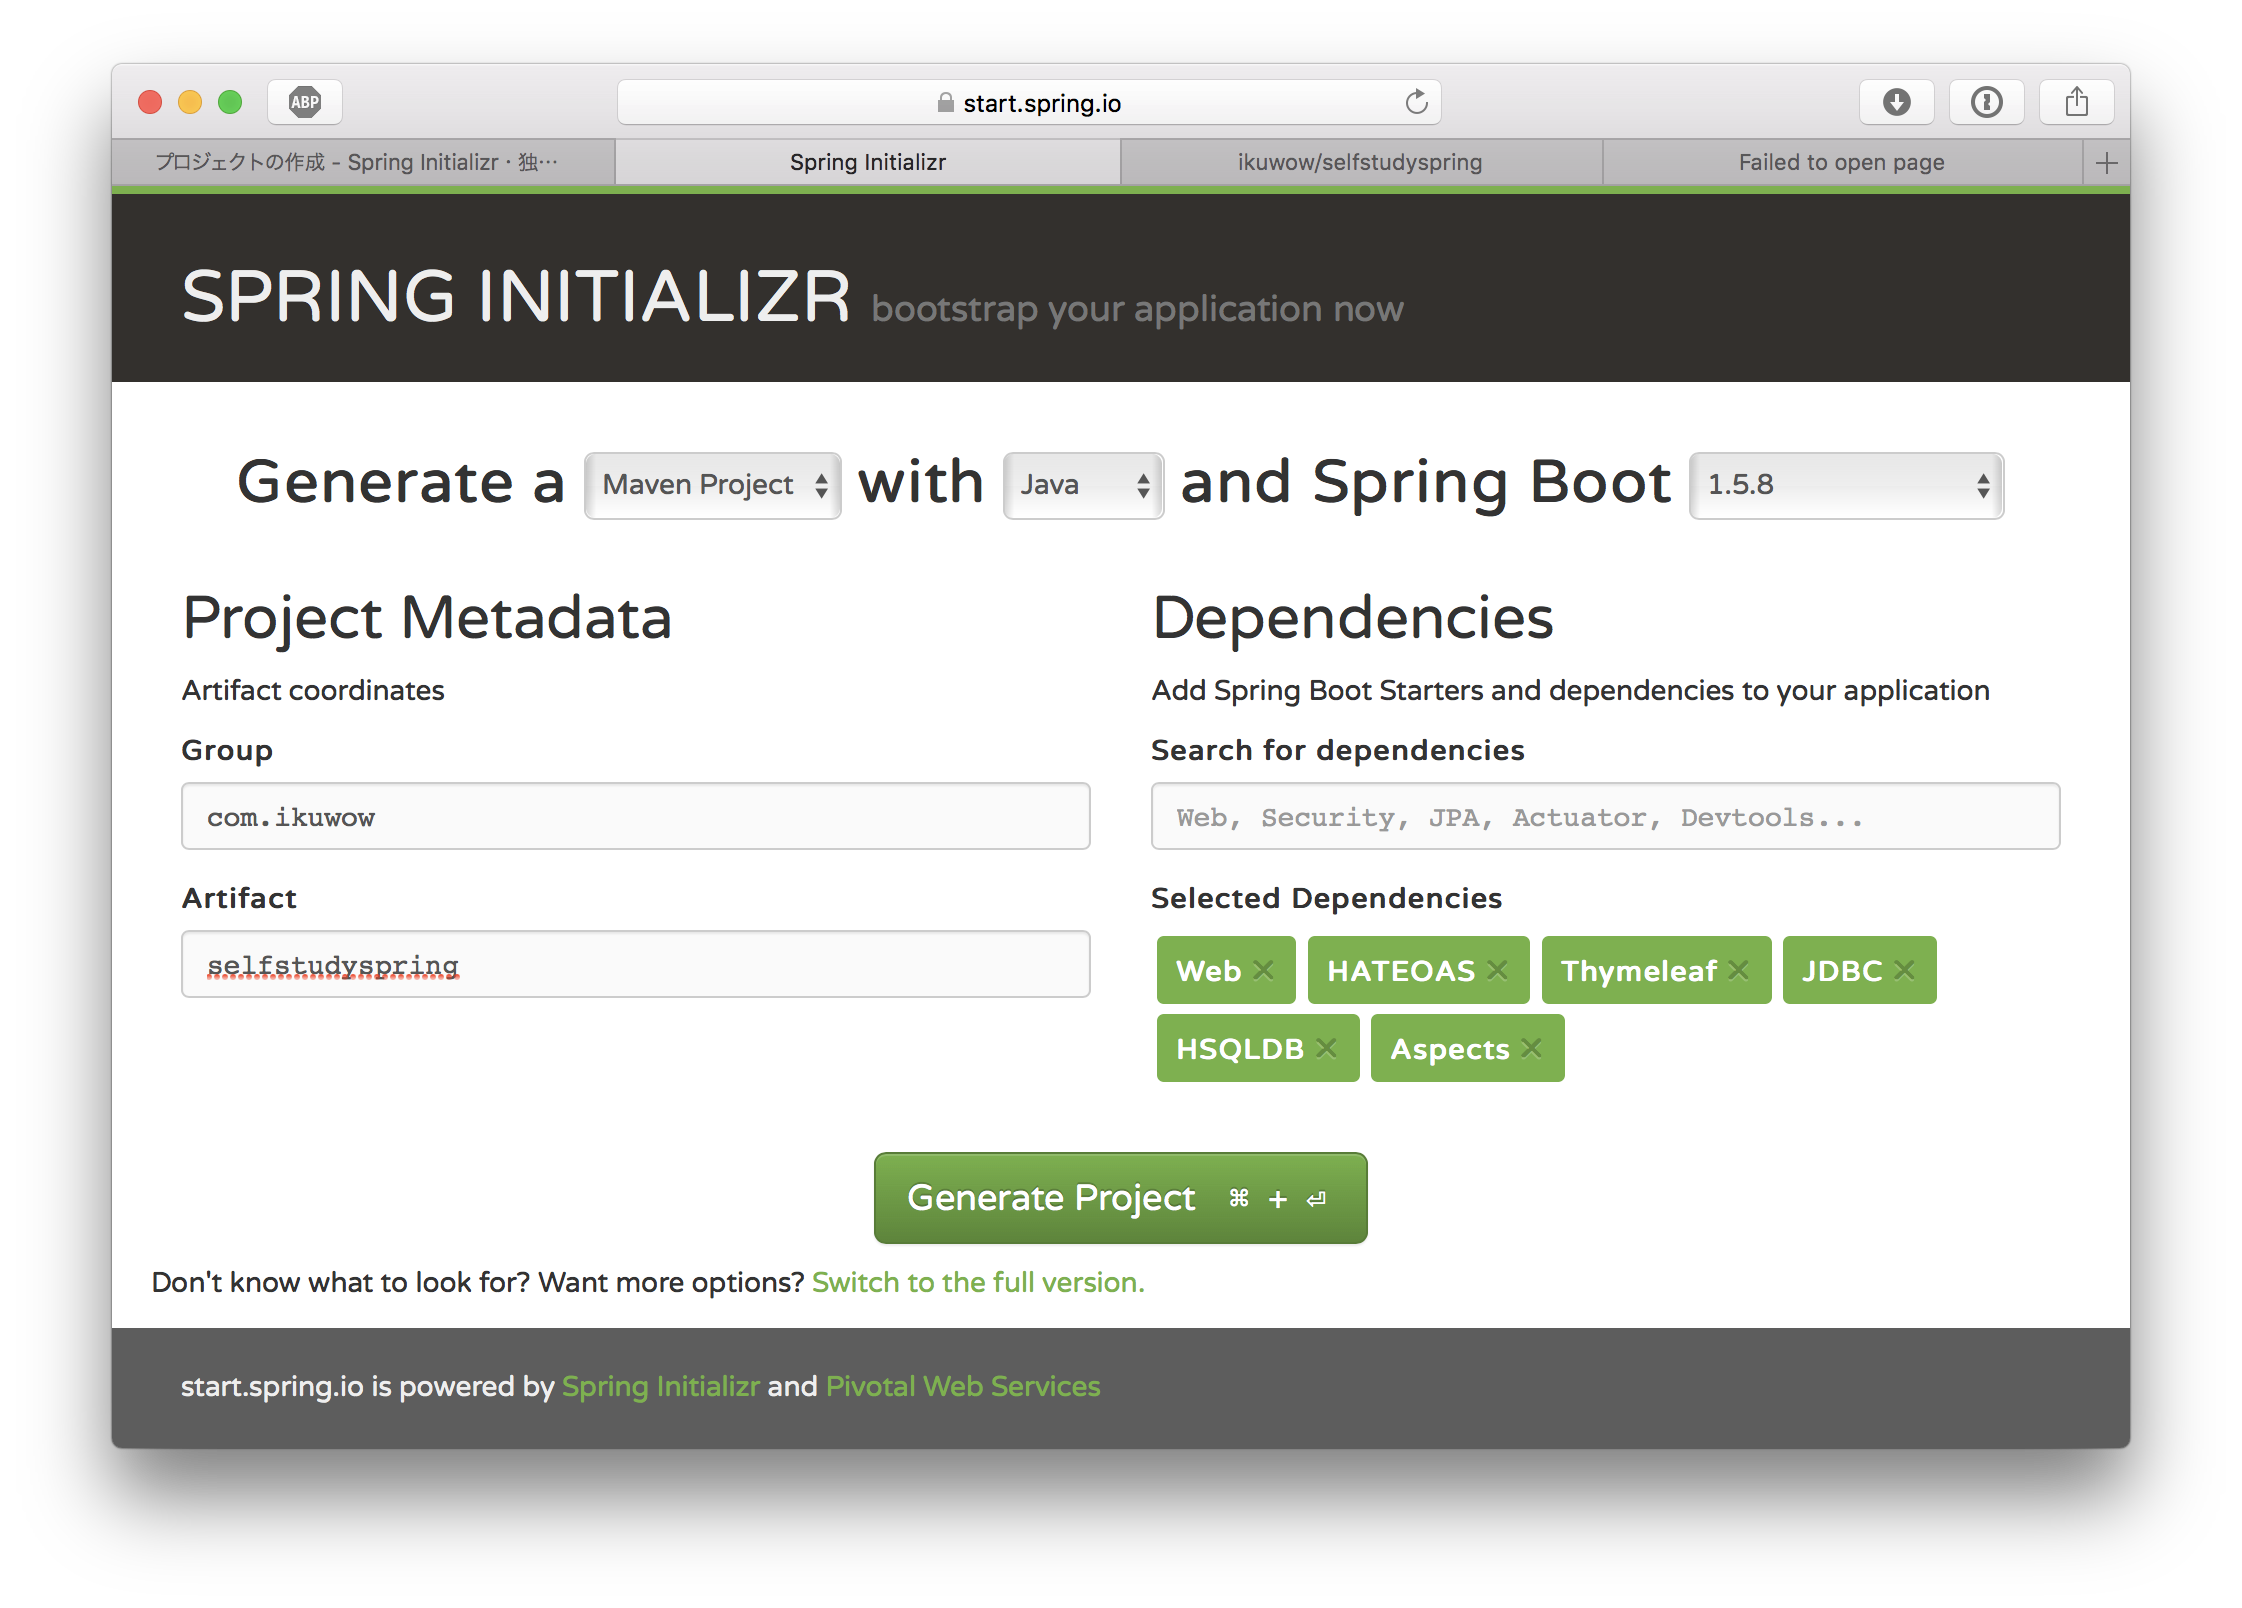 ABP
start.spring.io
プロジェクトの作成 - Spring Initializr · 独…
Spring Initializr
ikuwow/selfstudyspring
Failed to open page
SPRING INITIALIZR bootstrap your application now
Generate a Maven Project with Java and Spring Boot 1.5.8
Project Metadata
Artifact coordinates
Group
com.ikuwow
Artifact
selfstudyspring
Dependencies
Add Spring Boot Starters and dependencies to your application
Search for dependencies
Web, Security, JPA, Actuator, Devtools...
Selected Dependencies
Web × HATEOAS × Thymeleaf × JDBC ×
HSQLDB × Aspects ×
Generate Project ⌘ + ⏎
Don't know what to look for? Want more options? Switch to the full version.
start.spring.io is powered by Spring Initializr and Pivotal Web Services